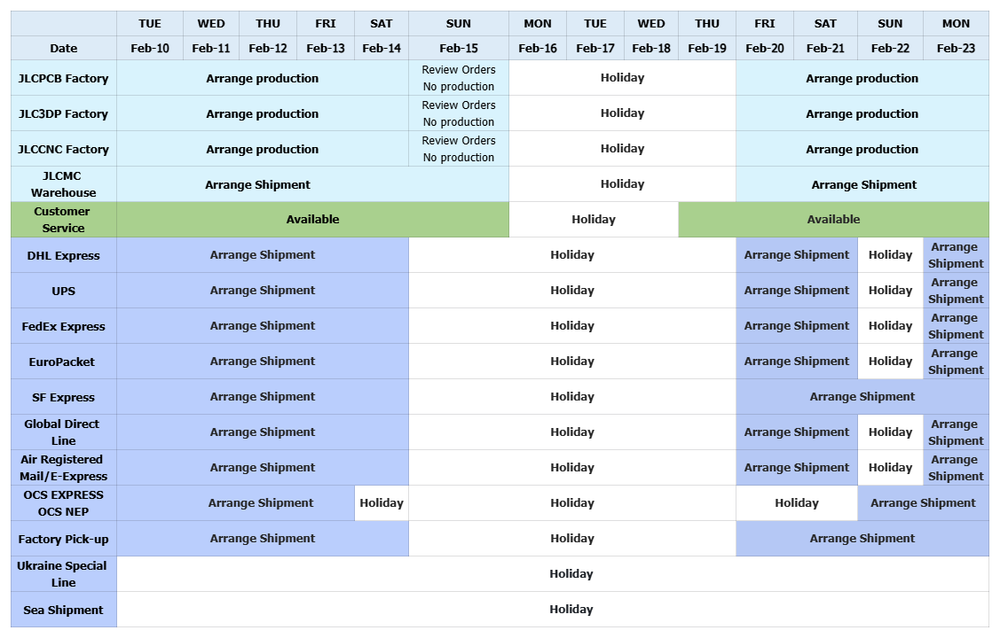 TUE WED THU FRI SAT SUN MON TUE WED THU FRI SAT SUN MON
Date Feb-10 Feb-11 Feb-12 Feb-13 Feb-14 Feb-15 Feb-16 Feb-17 Feb-18 Feb-19 Feb-20 Feb-21 Feb-22 Feb-23
JLCPCB Factory Arrange production Review Orders Holiday Arrange production
No production
JLC3DP Factory Arrange production Review Orders Holiday Arrange production
No production
JLCCNC Factory Arrange production Review Orders Holiday Arrange production
No production
JLCMC
Warehouse Arrange Shipment Holiday Arrange Shipment
Customer
Service Available Holiday Available
DHL Express Arrange Shipment Holiday Arrange Shipment Holiday Arrange
Shipment
UPS Arrange Shipment Holiday Arrange Shipment Holiday Arrange
Shipment
FedEx Express Arrange Shipment Holiday Arrange Shipment Holiday Arrange
Shipment
EuroPacket Arrange Shipment Holiday Arrange Shipment Holiday Arrange
Shipment
SF Express Arrange Shipment Holiday Arrange Shipment
Global Direct
Line Arrange Shipment Holiday Arrange Shipment Holiday Arrange
Shipment
Air Registered
Mail/E-Express Arrange Shipment Holiday Arrange Shipment Holiday Arrange
Shipment
OCS EXPRESS
OCS NEP Arrange Shipment Holiday Holiday Holiday Arrange Shipment
Factory Pick-up Arrange Shipment Holiday Arrange Shipment
Ukraine Special
Line Holiday
Sea Shipment Holiday